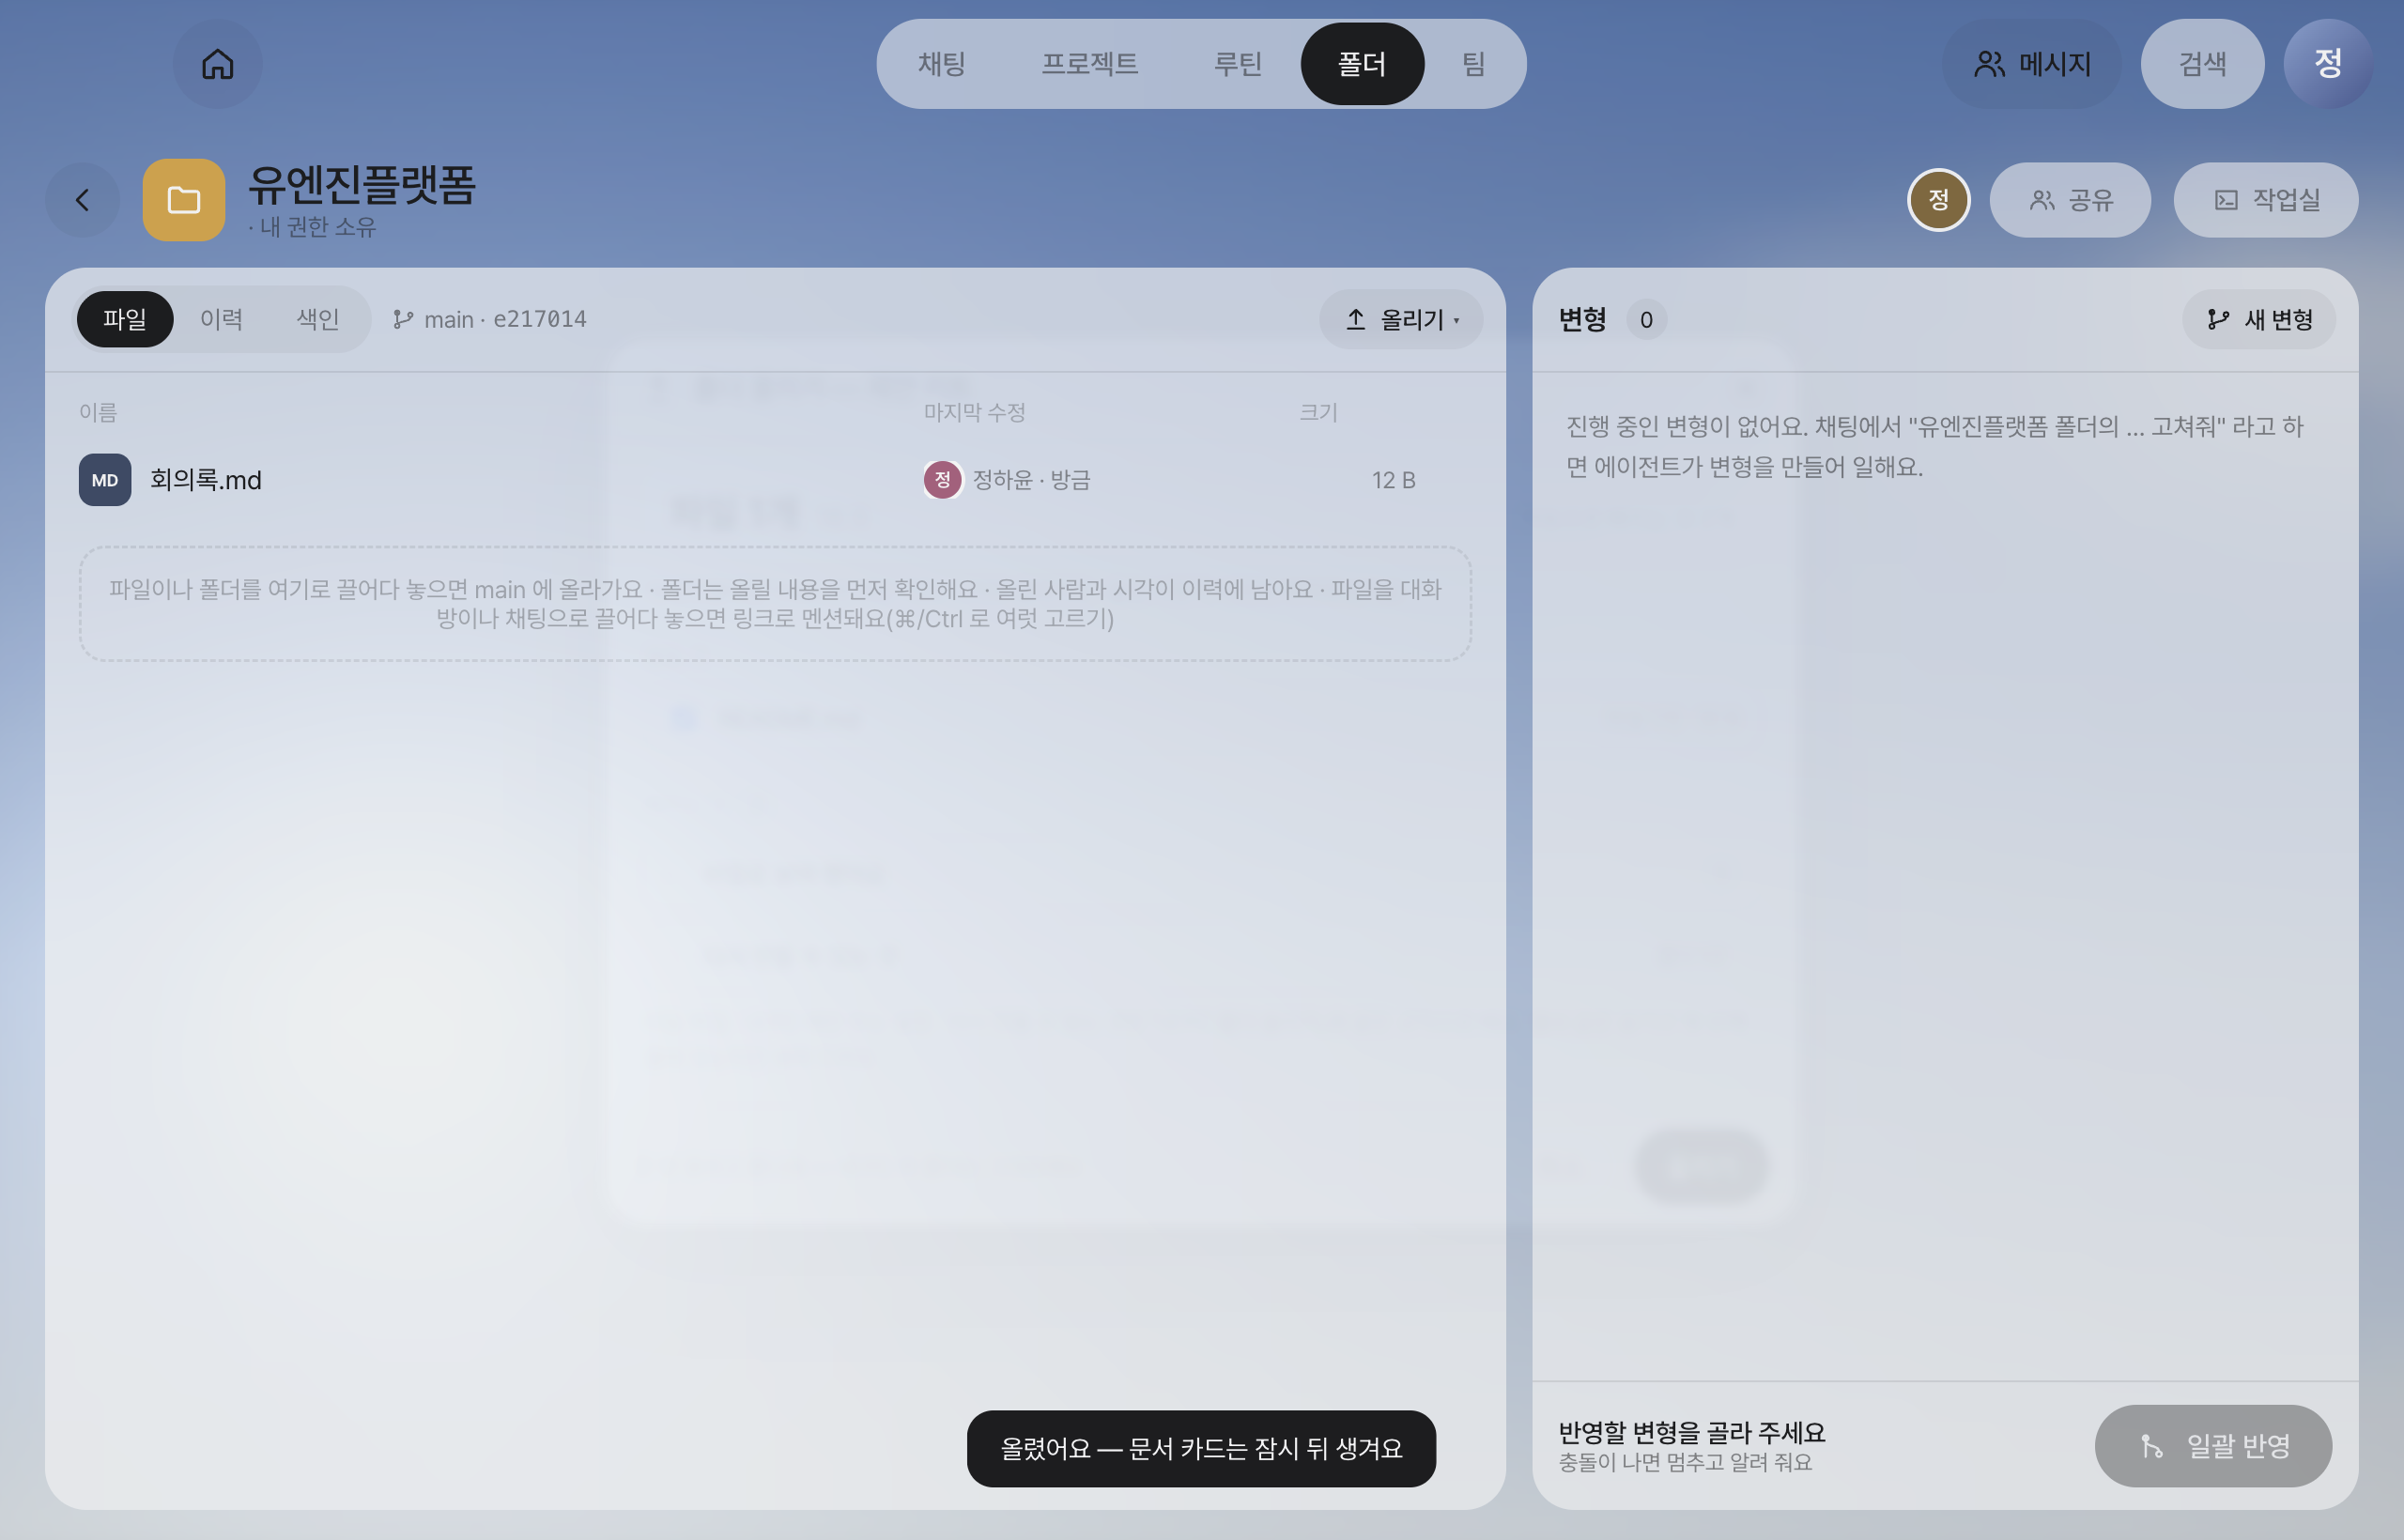 채팅
프로젝트
루틴
폴더
팀
메시지
검색
정
유엔진플랫폼
· 내 권한 소유
정
공유
작업실
파일
이력
색인
main · e217014
올리기 ▾
이름
마지막 수정
크기
MD
회의록.md
정
정하윤 · 방금
12 B
파일이나 폴더를 여기로 끌어다 놓으면 main 에 올라가요 · 폴더는 올릴 내용을 먼저 확인해요 · 올린 사람과 시각이 이력에 남아요 · 파일을 대화
방이나 채팅으로 끌어다 놓으면 링크로 멘션돼요(⌘/Ctrl 로 여럿 고르기)
올렸어요 — 문서 카드는 잠시 뒤 생겨요
변형
0
새 변형
진행 중인 변형이 없어요. 채팅에서 "유엔진플랫폼 폴더의 ... 고쳐줘" 라고 하
면 에이전트가 변형을 만들어 일해요.
반영할 변형을 골라 주세요
충돌이 나면 멈추고 알려 줘요
일괄 반영